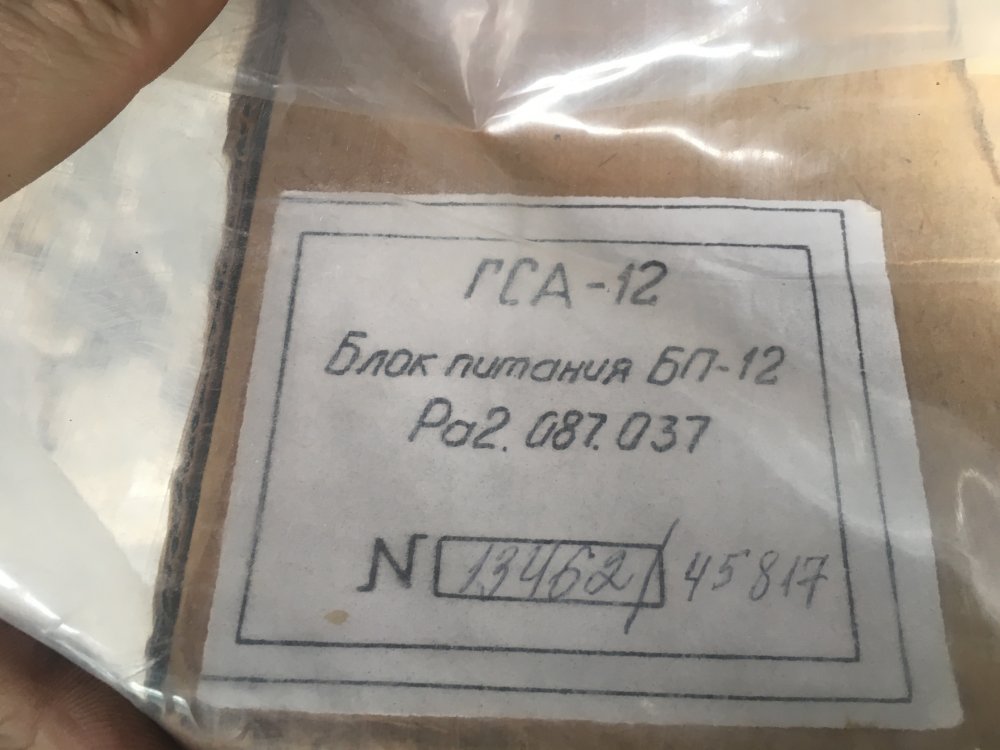 ГСА-12
Блок питания БП-12
Ра2.087.037
N 13462/45817